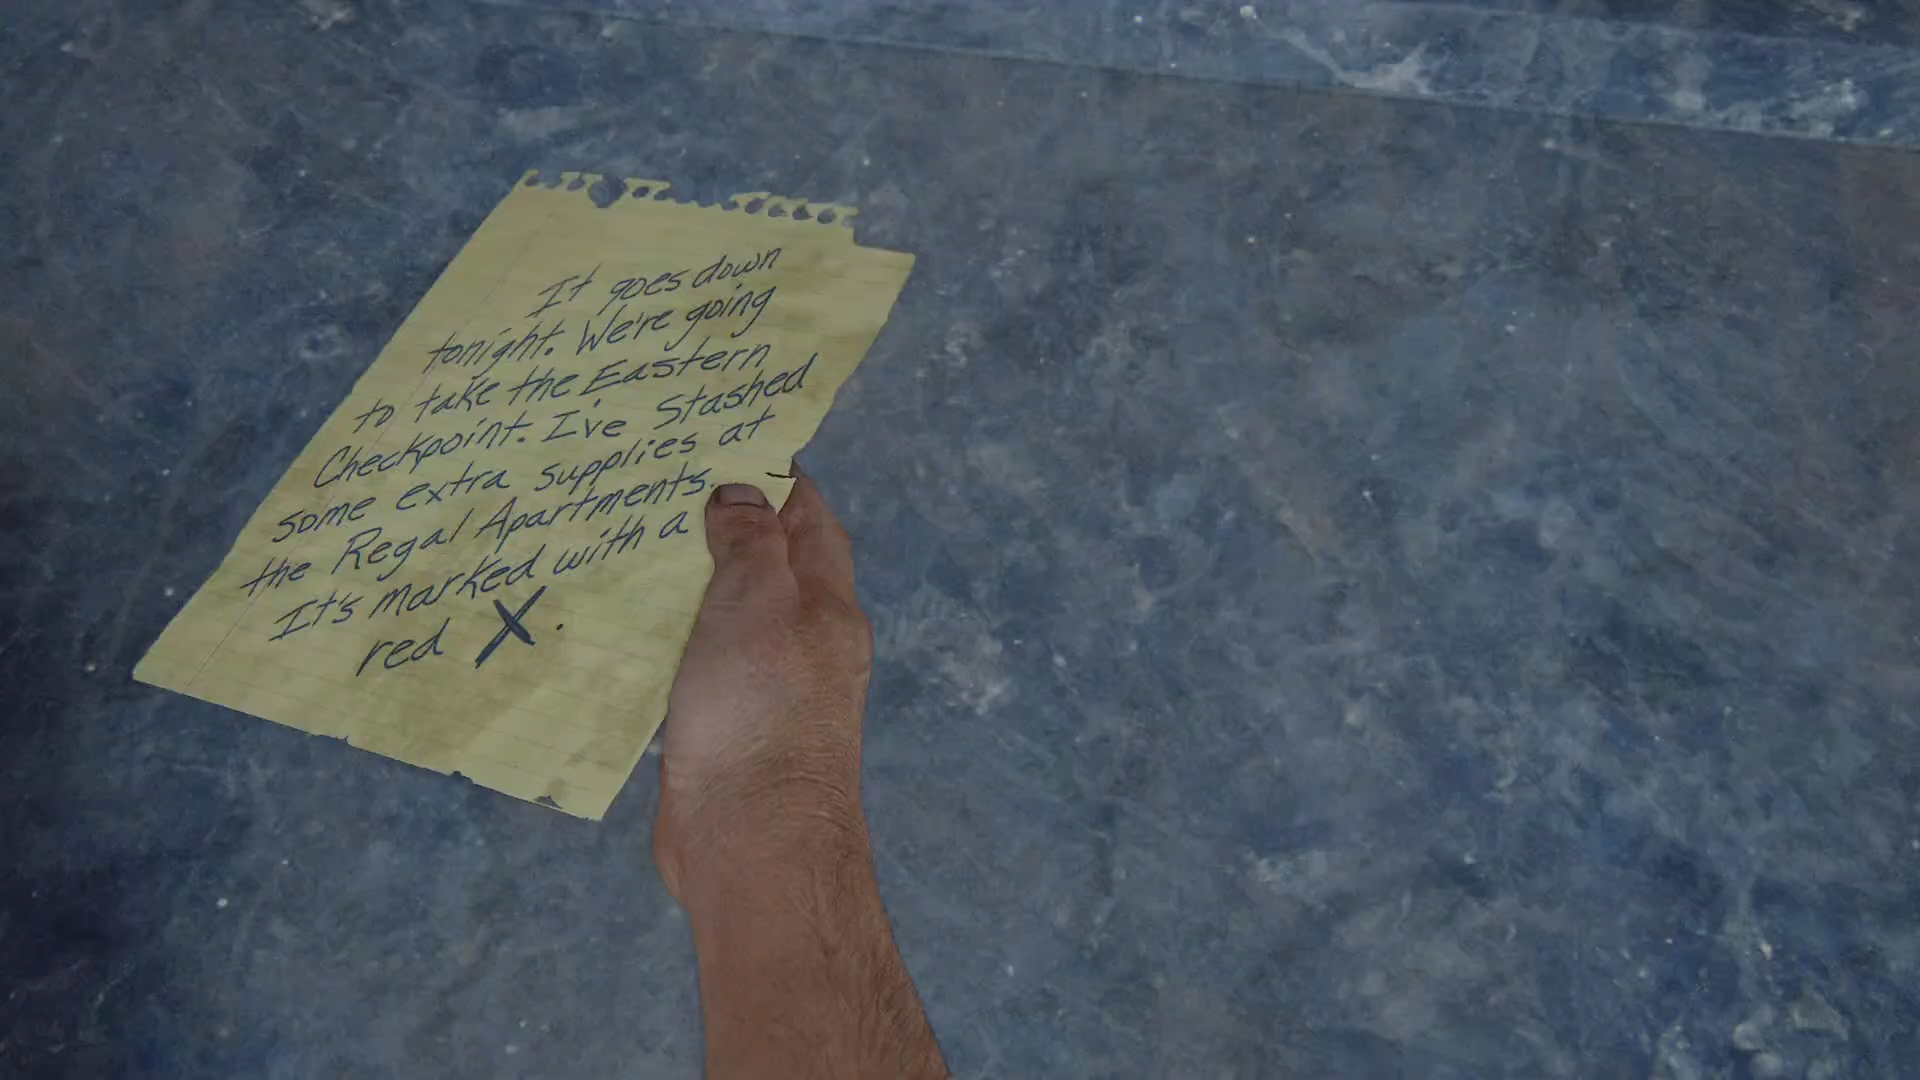 It goes down
tonight. We're going
to take the Eastern
Checkpoint. I've Stashed
some extra supplies at
the Regal Apartments.
It's marked with a
red X.